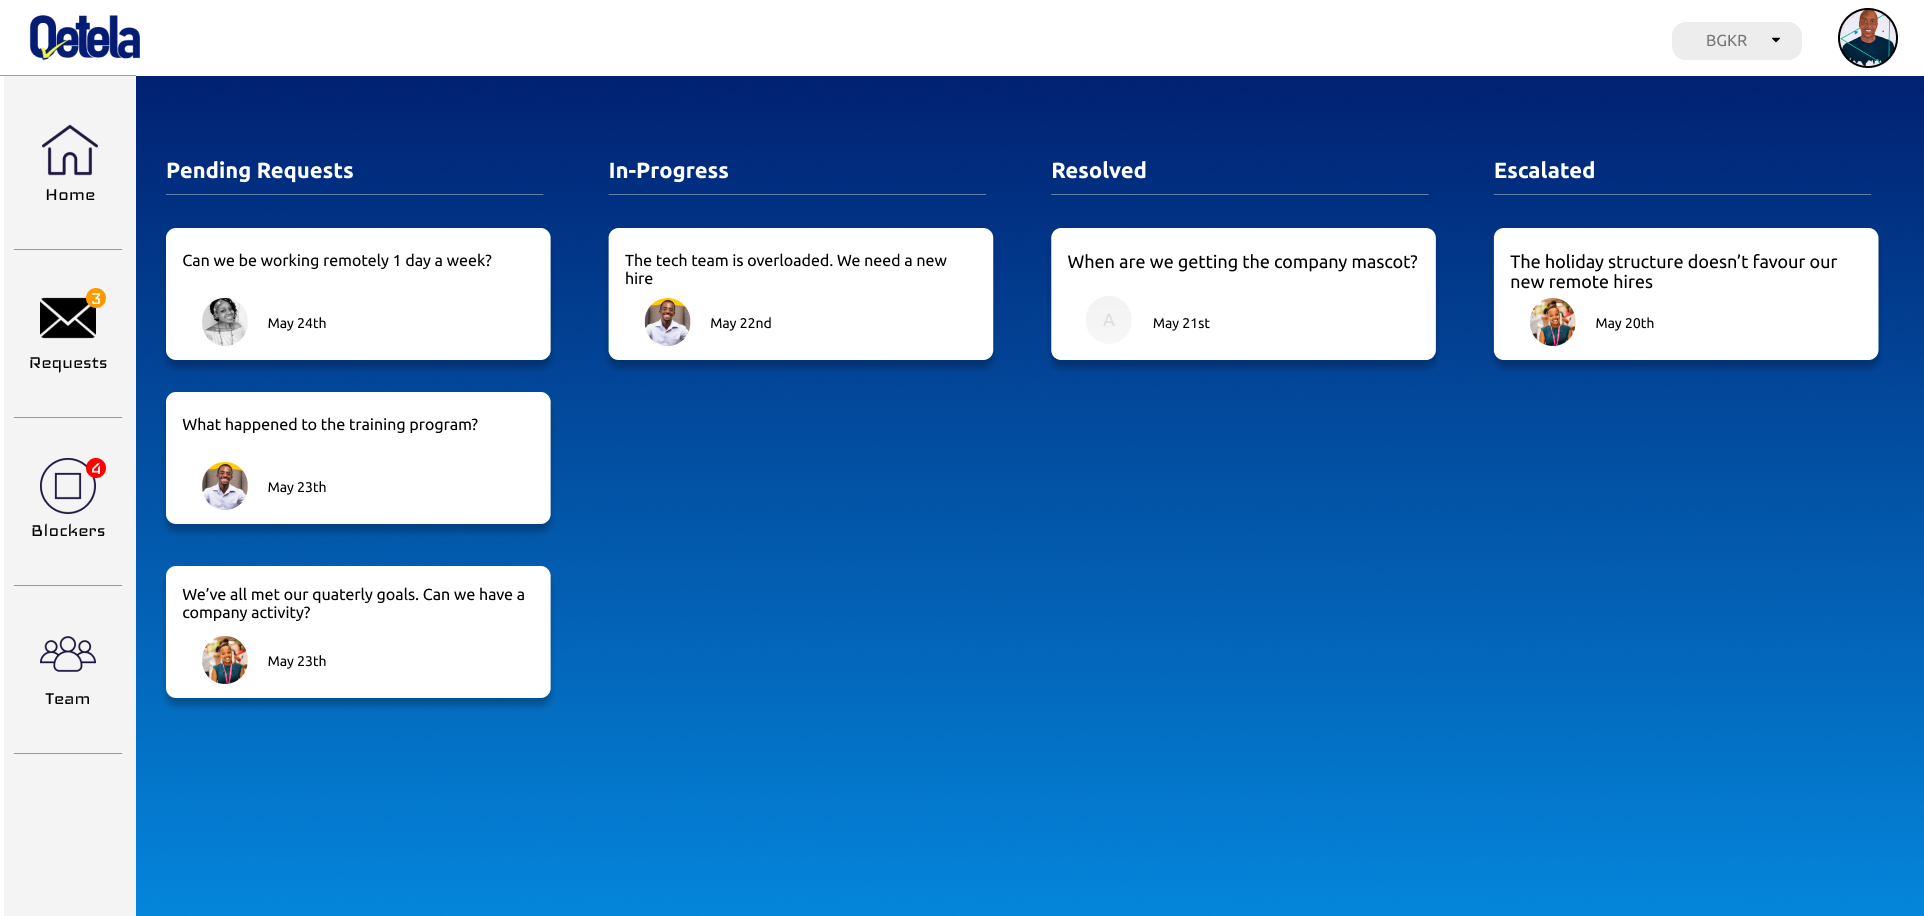 Qetela
BGKR
Home
3
Requests
4
Blockers
Team
Pending Requests
Can we be working remotely 1 day a week?
May 24th
What happened to the training program?
May 23th
We’ve all met our quaterly goals. Can we have a
company activity?
May 23th
In-Progress
The tech team is overloaded. We need a new
hire
May 22nd
Resolved
When are we getting the company mascot?
A
May 21st
Escalated
The holiday structure doesn’t favour our
new remote hires
May 20th